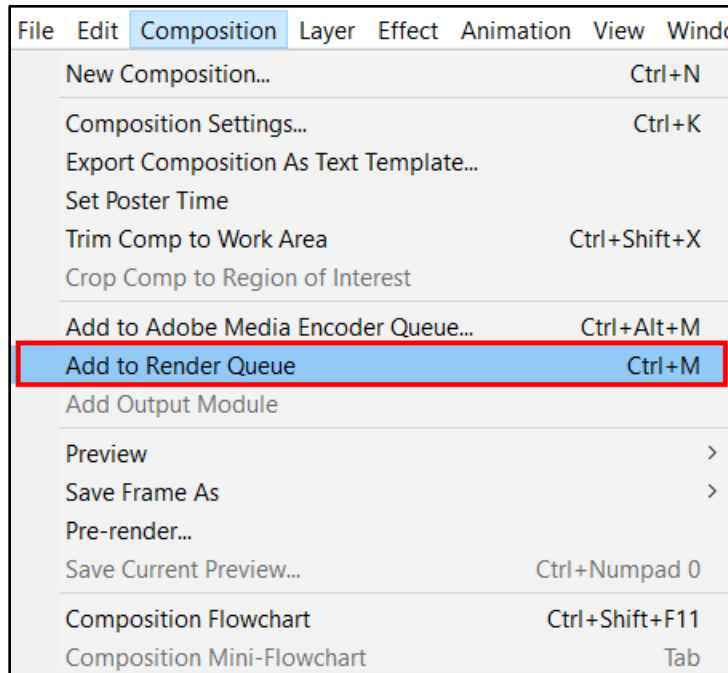 File Edit Composition Layer Effect Animation View Windo
New Composition... Ctrl+N
Composition Settings... Ctrl+K
Export Composition As Text Template...
Set Poster Time
Trim Comp to Work Area Ctrl+Shift+X
Crop Comp to Region of Interest
Add to Adobe Media Encoder Queue... Ctrl+Alt+M
Add to Render Queue Ctrl+M
Add Output Module
Preview >
Save Frame As >
Pre-render...
Save Current Preview... Ctrl+Numpad 0
Composition Flowchart Ctrl+Shift+F11
Composition Mini-Flowchart Tab